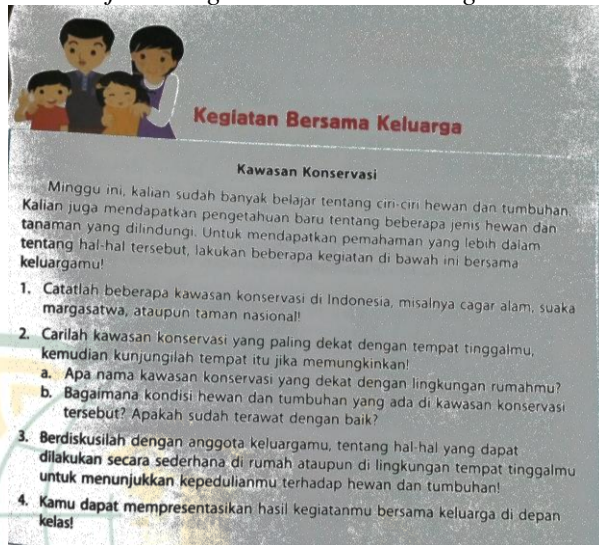 Kegiatan Bersama Keluarga
Kawasan Konservasi
Minggu ini, kalian sudah banyak belajar tentang ciri-ciri hewan dan tumbuhan.
Kalian juga mendapatkan pengetahuan baru tentang beberapa jenis hewan dan
tanaman yang dilindungi. Untuk mendapatkan pemahaman yang lebih dalam
tentang hal-hal tersebut, lakukan beberapa kegiatan di bawah ini bersama
keluargamu!
1. Catatlah beberapa kawasan konservasi di Indonesia, misalnya cagar alam, suaka
margasatwa, ataupun taman nasional!
2. Carilah kawasan konservasi yang paling dekat dengan tempat tinggalmu,
kemudian kunjungilah tempat itu jika memungkinkan!
a. Apa nama kawasan konservasi yang dekat dengan lingkungan rumahmu?
b. Bagaimana kondisi hewan dan tumbuhan yang ada di kawasan konservasi
tersebut? Apakah sudah terawat dengan baik?
3. Berdiskusilah dengan anggota keluargamu, tentang hal-hal yang dapat
dilakukan secara sederhana di rumah ataupun di lingkungan tempat tinggalmu
untuk menunjukkan kepedulianmu terhadap hewan dan tumbuhan!
4. Kamu dapat mempresentasikan hasil kegiatanmu bersama keluarga di depan
kelas!